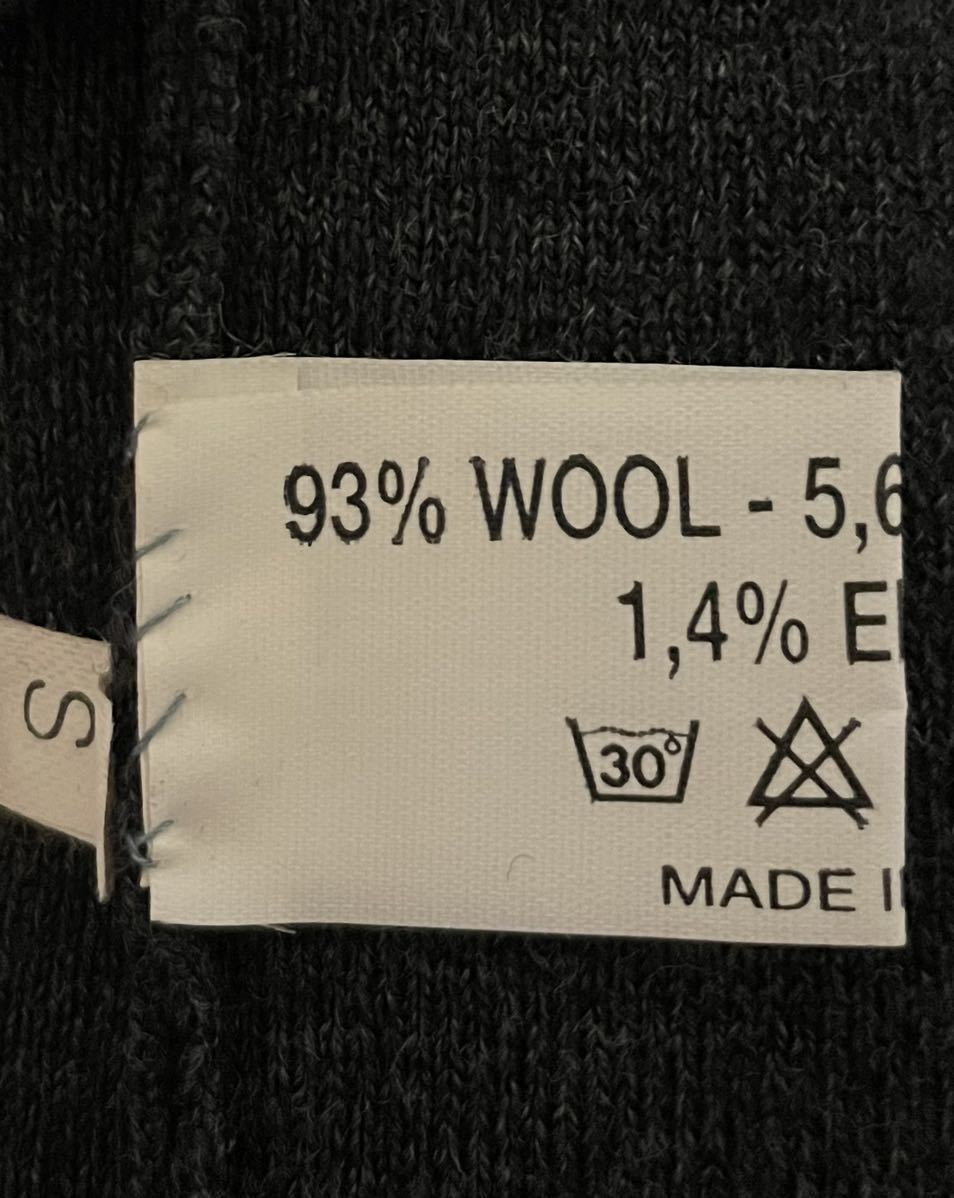 93% WOOL - 5,6
1,4% E
30°
MADE I
S